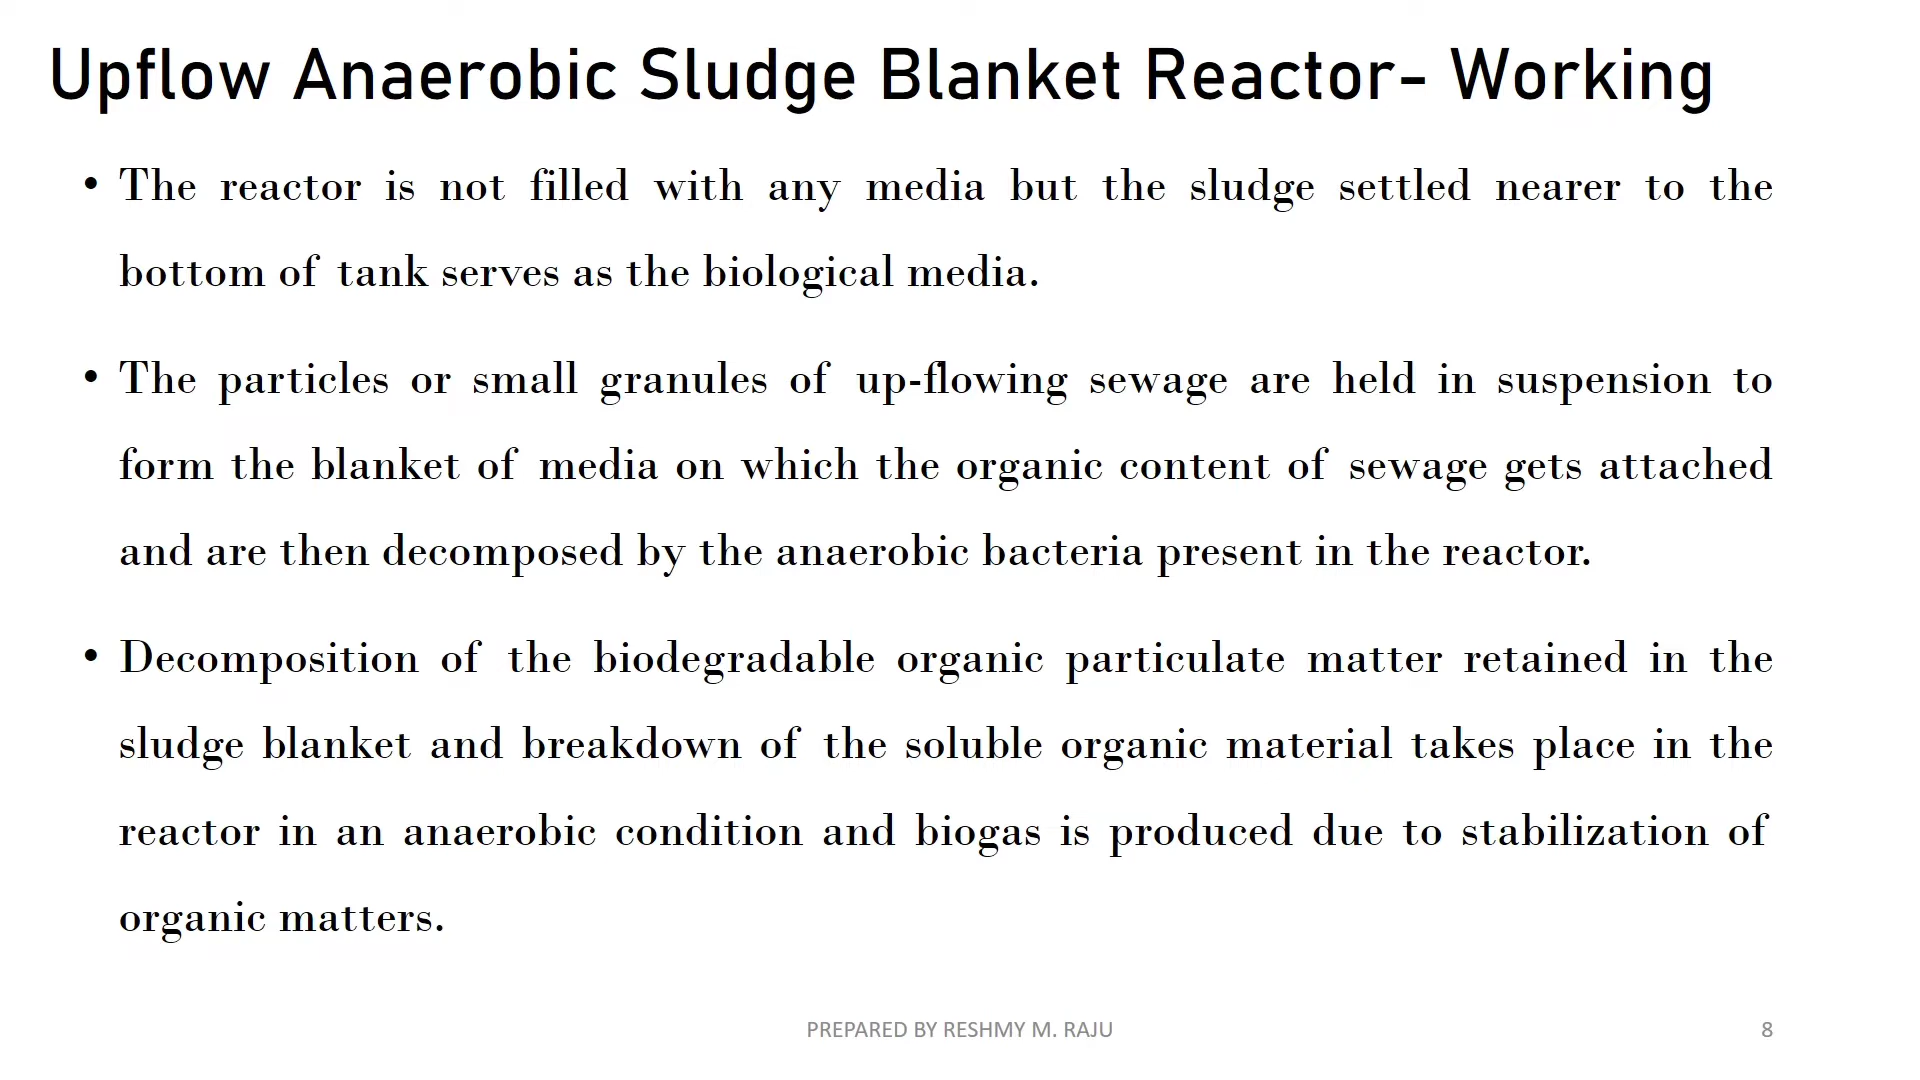 Upflow Anaerobic Sludge Blanket Reactor- Working
• The reactor is not filled with any media but the sludge settled nearer to the
bottom of tank serves as the biological media.
• The particles or small granules of up-flowing sewage are held in suspension to
form the blanket of media on which the organic content of sewage gets attached
and are then decomposed by the anaerobic bacteria present in the reactor.
• Decomposition of the biodegradable organic particulate matter retained in the
sludge blanket and breakdown of the soluble organic material takes place in the
reactor in an anaerobic condition and biogas is produced due to stabilization of
organic matters.
PREPARED BY RESHMY M. RAJU
8